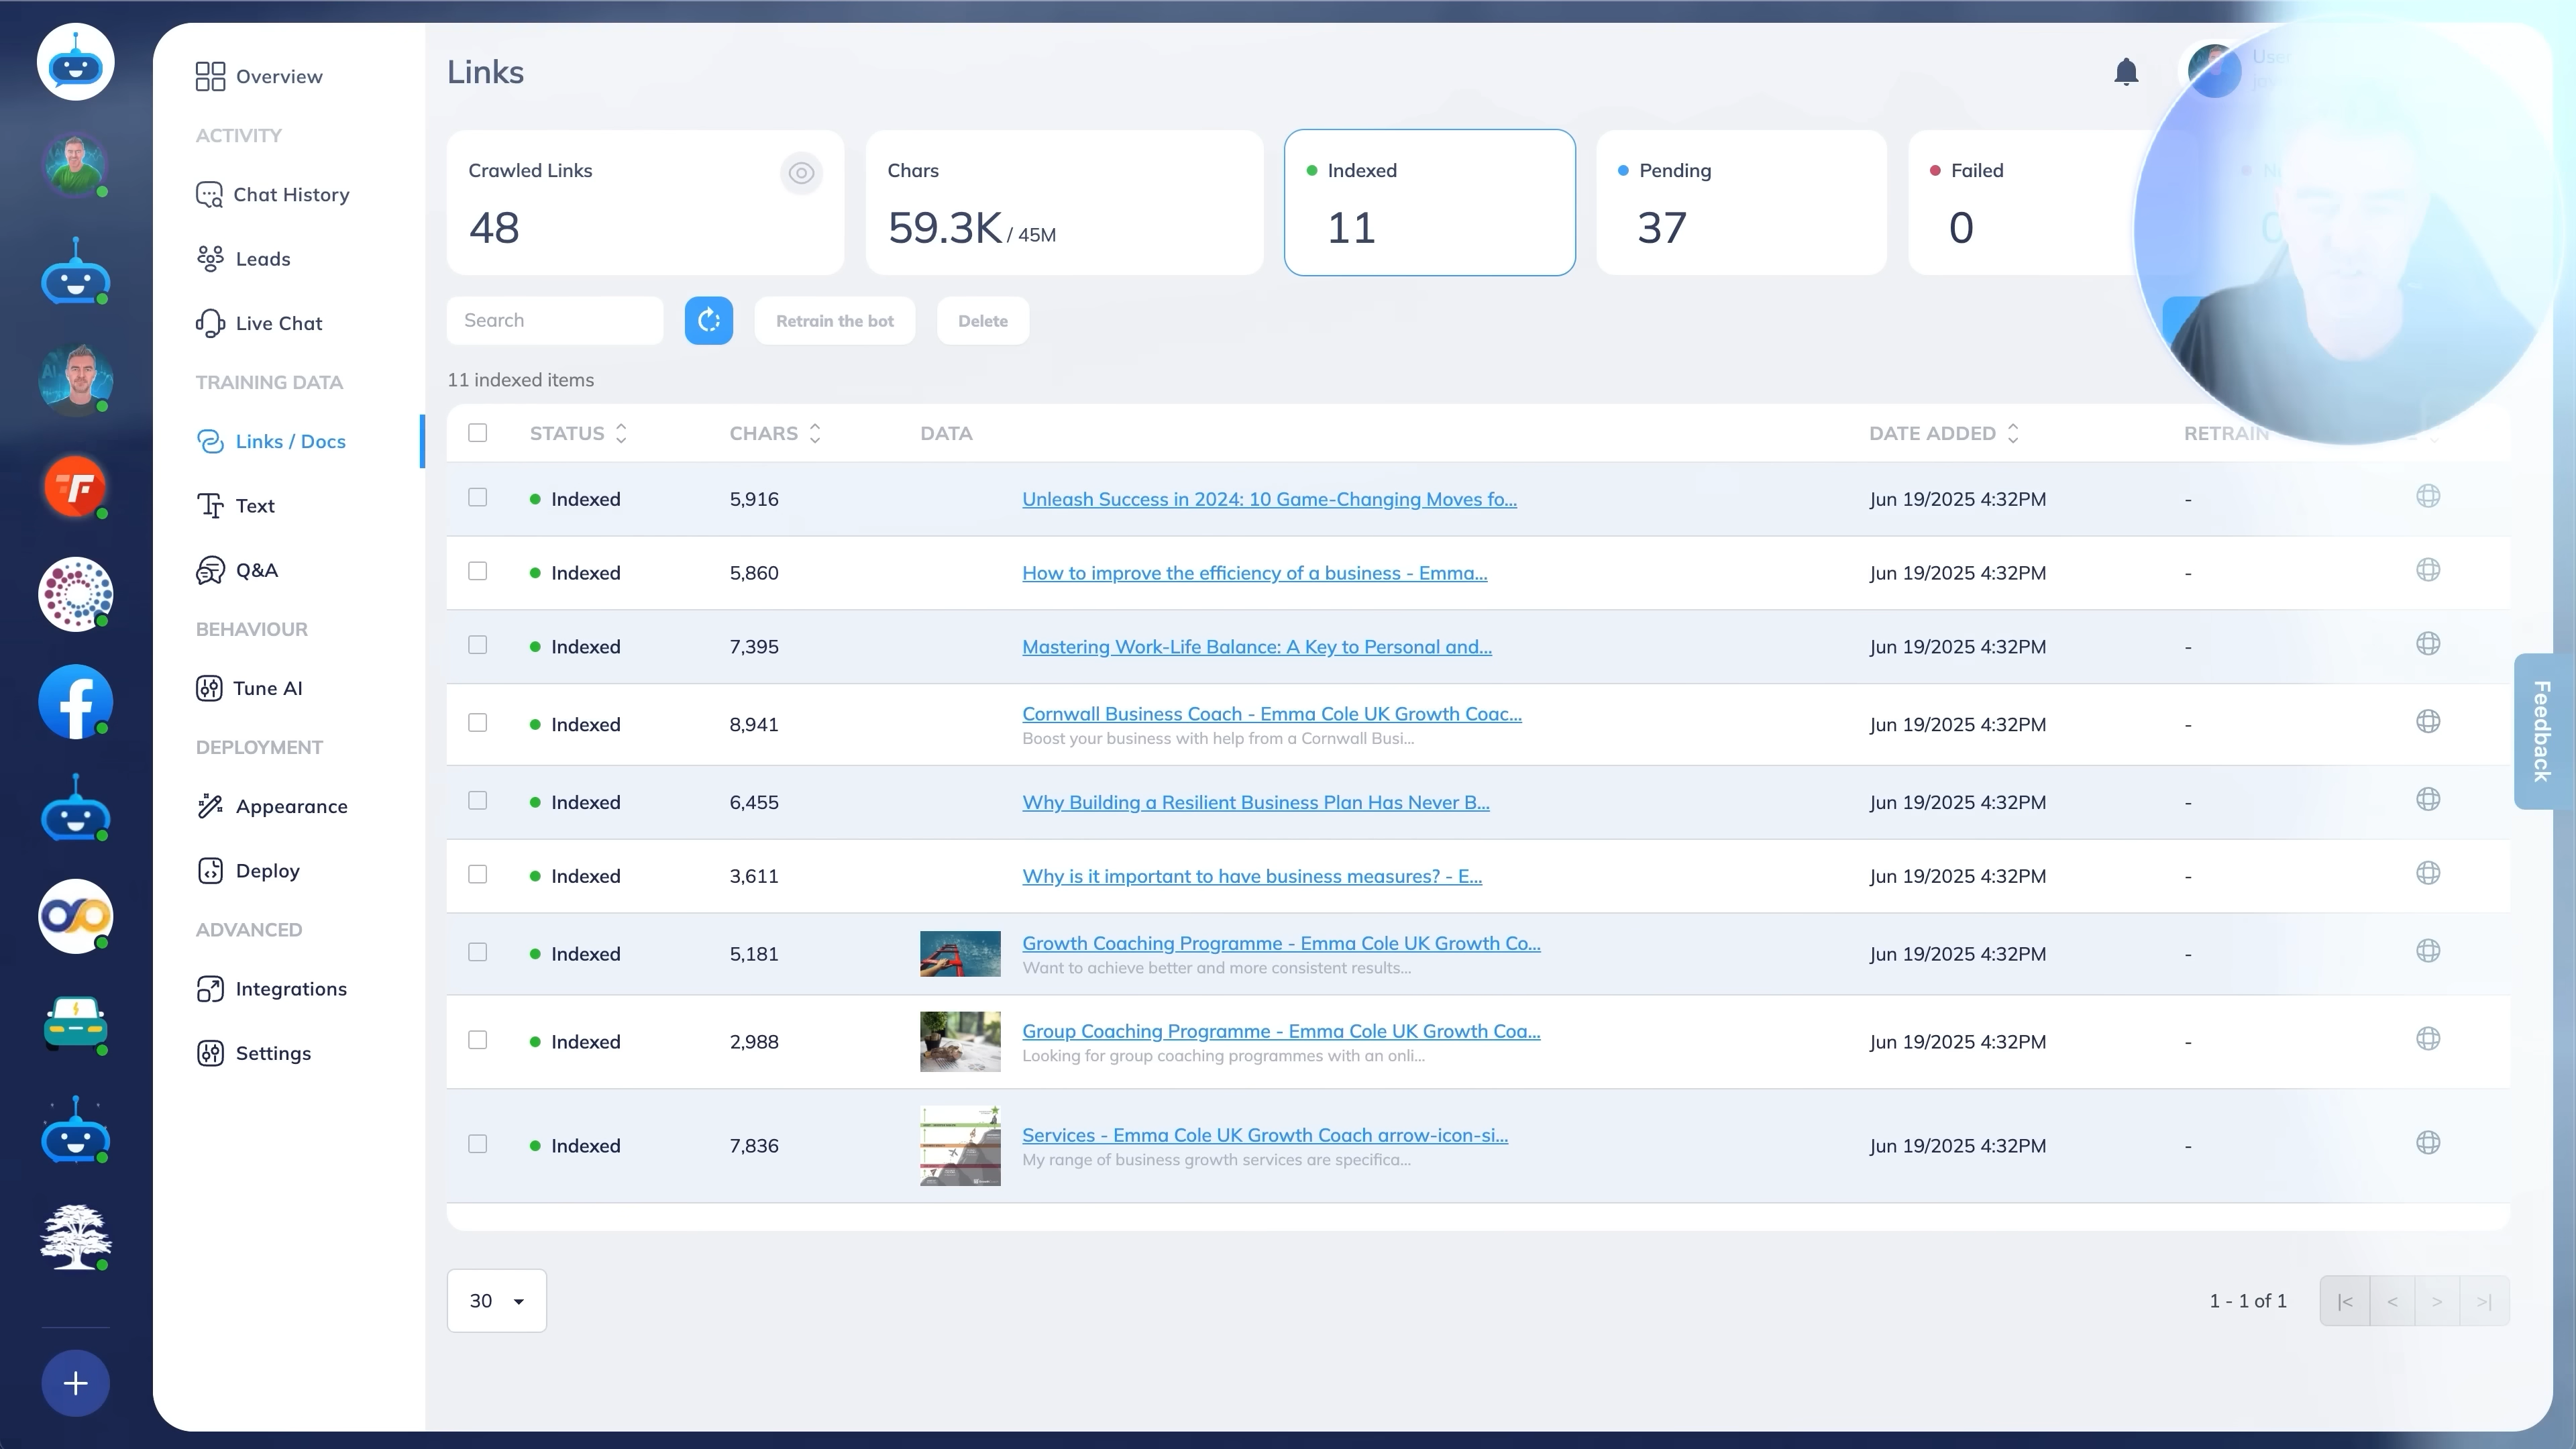 Overview
ACTIVITY
Chat History
Leads
Live Chat
TRAINING DATA
Links / Docs
Text
Q&A
BEHAVIOUR
Tune AI
DEPLOYMENT
Appearance
Deploy
ADVANCED
Integrations
Settings
Links
Crawled Links
48
Chars
59.3K / 45M
Indexed
11
Pending
37
Failed
0
Search
Retrain the bot
Delete
11 indexed items
STATUS CHARS DATA DATE ADDED RETRAIN
Indexed 5,916 Unleash Success in 2024: 10 Game-Changing Moves fo... Jun 19/2025 4:32PM -
Indexed 5,860 How to improve the efficiency of a business - Emma... Jun 19/2025 4:32PM -
Indexed 7,395 Mastering Work-Life Balance: A Key to Personal and... Jun 19/2025 4:32PM -
Indexed 8,941 Cornwall Business Coach - Emma Cole UK Growth Coac... Jun 19/2025 4:32PM -
Boost your business with help from a Cornwall Busi...
Indexed 6,455 Why Building a Resilient Business Plan Has Never B... Jun 19/2025 4:32PM -
Indexed 3,611 Why is it important to have business measures? - E... Jun 19/2025 4:32PM -
Indexed 5,181 Growth Coaching Programme - Emma Cole UK Growth Co... Jun 19/2025 4:32PM -
Want to achieve better and more consistent results...
Indexed 2,988 Group Coaching Programme - Emma Cole UK Growth Coa... Jun 19/2025 4:32PM -
Looking for group coaching programmes with an onli...
Indexed 7,836 Services - Emma Cole UK Growth Coach arrow-icon-si... Jun 19/2025 4:32PM -
My range of business growth services are specifica...
30
1 - 1 of 1
|< < > >|
Feedback